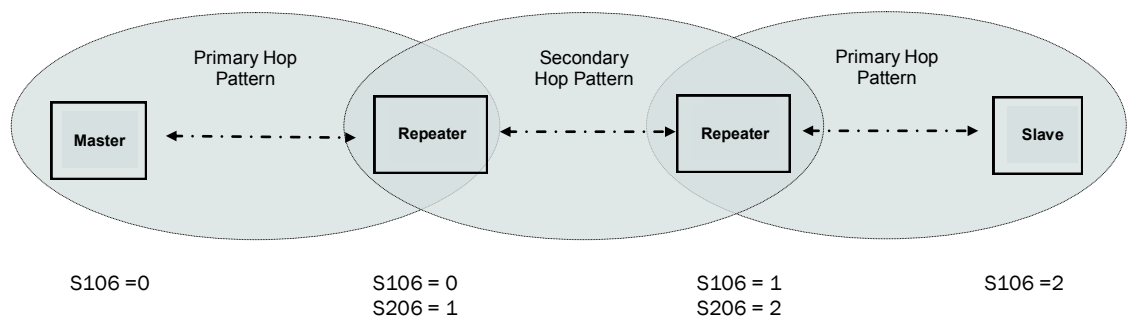 Primary Hop
Pattern
Secondary
Hop Pattern
Primary Hop
Pattern
Master
Repeater
Repeater
Slave
S106 =0
S106 = 0
S206 = 1
S106 = 1
S206 = 2
S106 =2